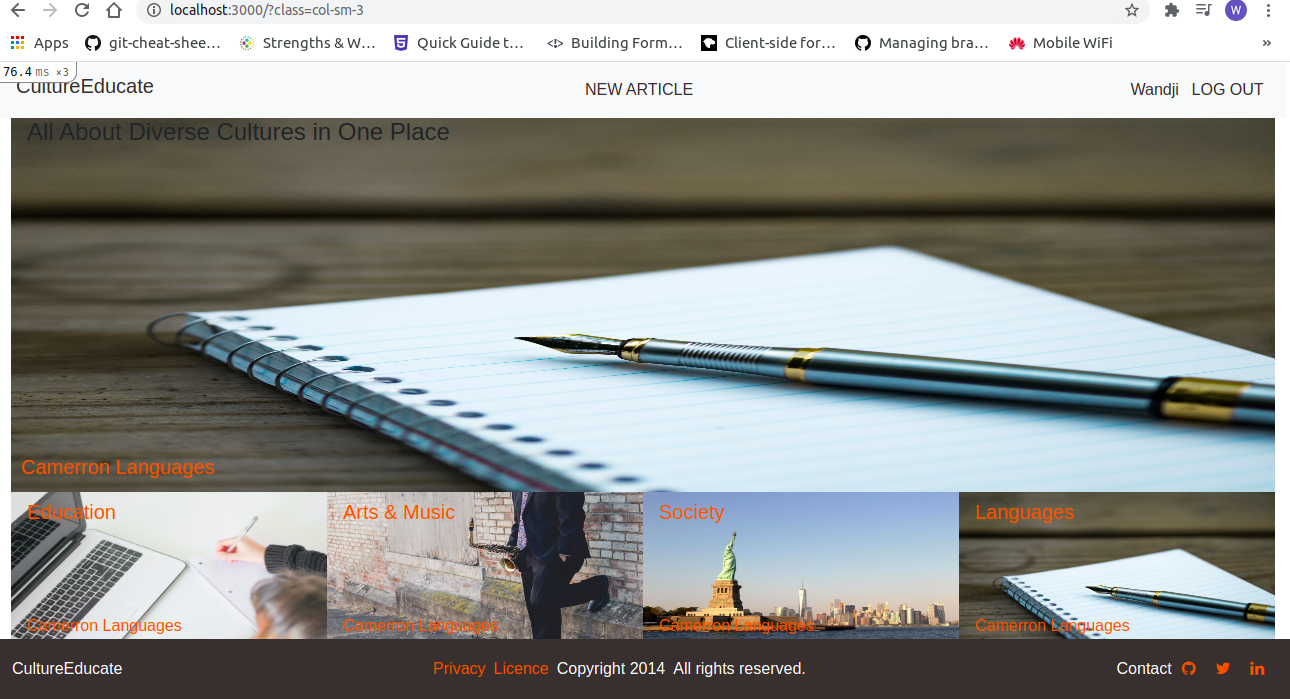 localhost:3000/?class=col-sm-3
W
Apps git-cheat-shee… Strengths & W… Quick Guide t… Building Form… Client-side for… Managing bra… Mobile WiFi »
76.4 ms ×3
CultureEducate NEW ARTICLE Wandji LOG OUT
All About Diverse Cultures in One Place
Camerron Languages
Education Arts & Music Society Languages
Camerron Languages Camerron Languages Camerron Languages Camerron Languages
CultureEducate Privacy Licence Copyright 2014 All rights reserved. Contact